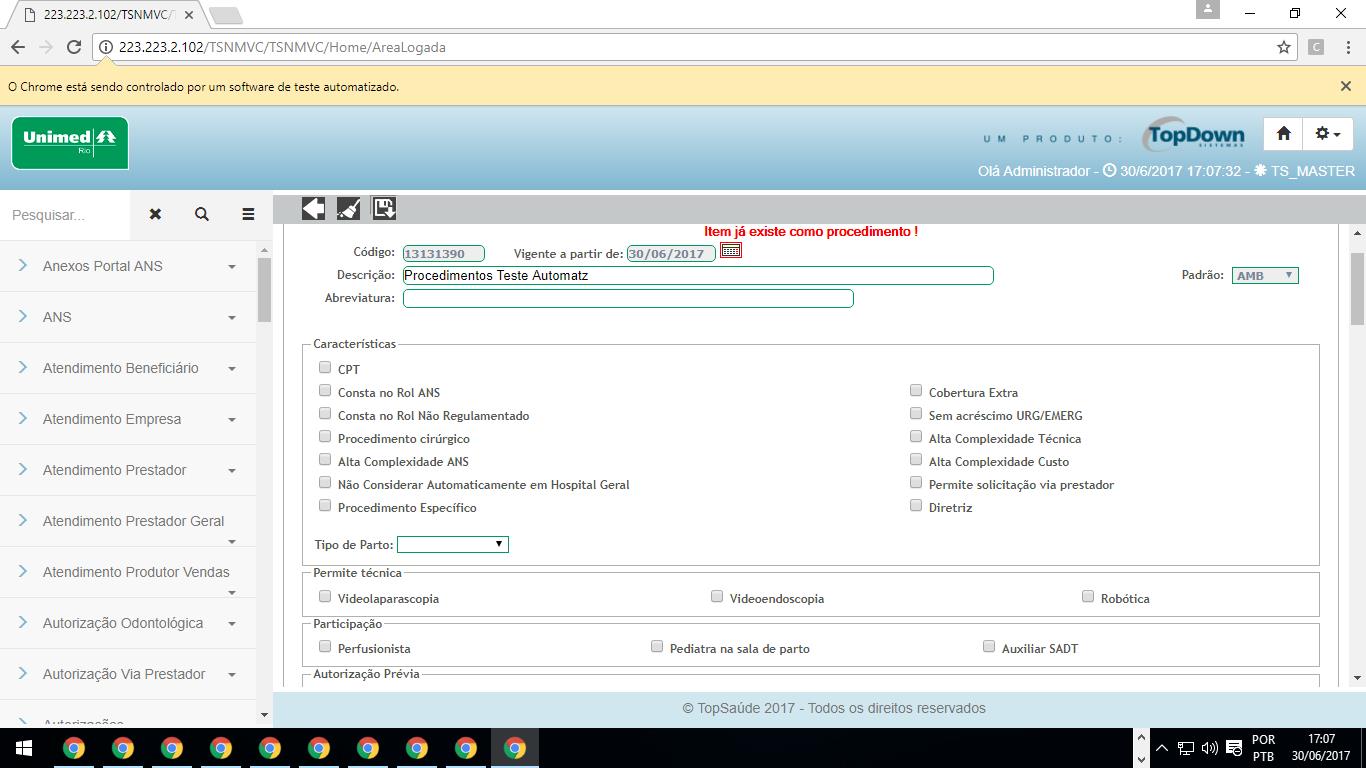 223.223.2.102/TSNMVC/T
223.223.2.102/TSNMVC/TSNMVC/Home/AreaLogada
C
O Chrome está sendo controlado por um software de teste automatizado.
Unimed
Rio
UM PRODUTO:
TopDown
SISTEMAS
Olá Administrador - 30/6/2017 17:07:32 - TS_MASTER
Pesquisar...
Anexos Portal ANS
ANS
Atendimento Beneficiário
Atendimento Empresa
Atendimento Prestador
Atendimento Prestador Geral
Atendimento Produtor Vendas
Autorização Odontológica
Autorização Via Prestador
Autorizações
Item já existe como procedimento !
Código: 13131390 Vigente a partir de: 30/06/2017
Descrição: Procedimentos Teste Automatz Padrão: AMB
Abreviatura:
Características
CPT
Consta no Rol ANS Cobertura Extra
Consta no Rol Não Regulamentado Sem acréscimo URG/EMERG
Procedimento cirúrgico Alta Complexidade Técnica
Alta Complexidade ANS Alta Complexidade Custo
Não Considerar Automaticamente em Hospital Geral Permite solicitação via prestador
Procedimento Específico Diretriz
Tipo de Parto:
Permite técnica
Videolaparascopia Videoendoscopia Robótica
Participação
Perfusionista Pediatra na sala de parto Auxiliar SADT
Autorização Prévia
© TopSaúde 2017 - Todos os direitos reservados
POR
PTB
17:07
30/06/2017